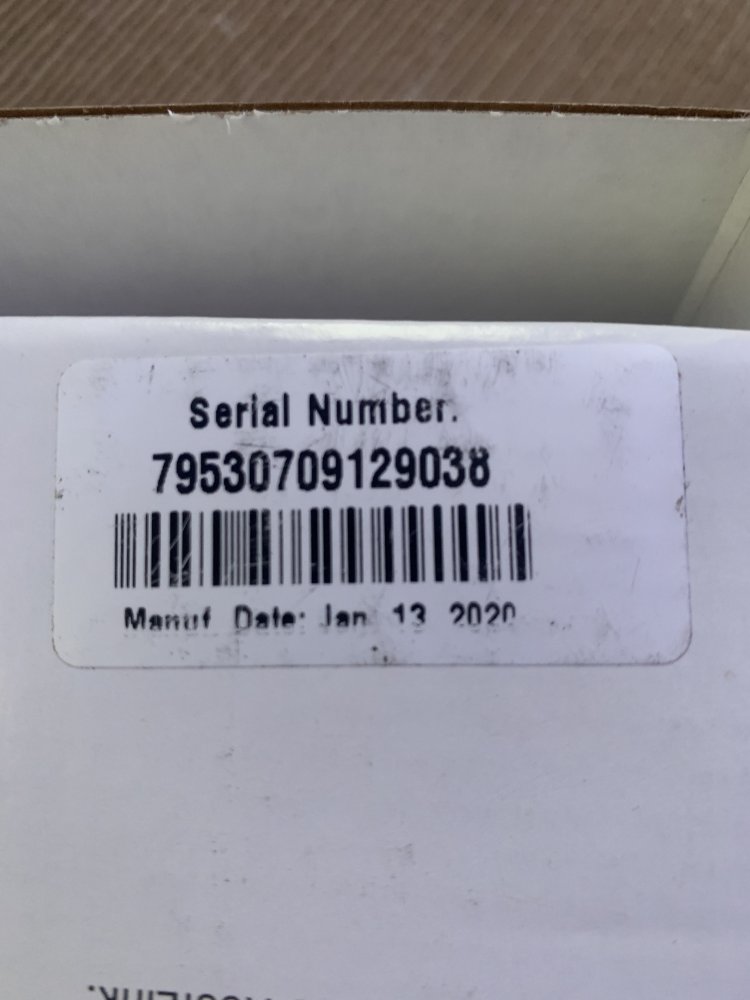 Serial Number:
79530709129038
Manuf. Date: Jan. 13 2020